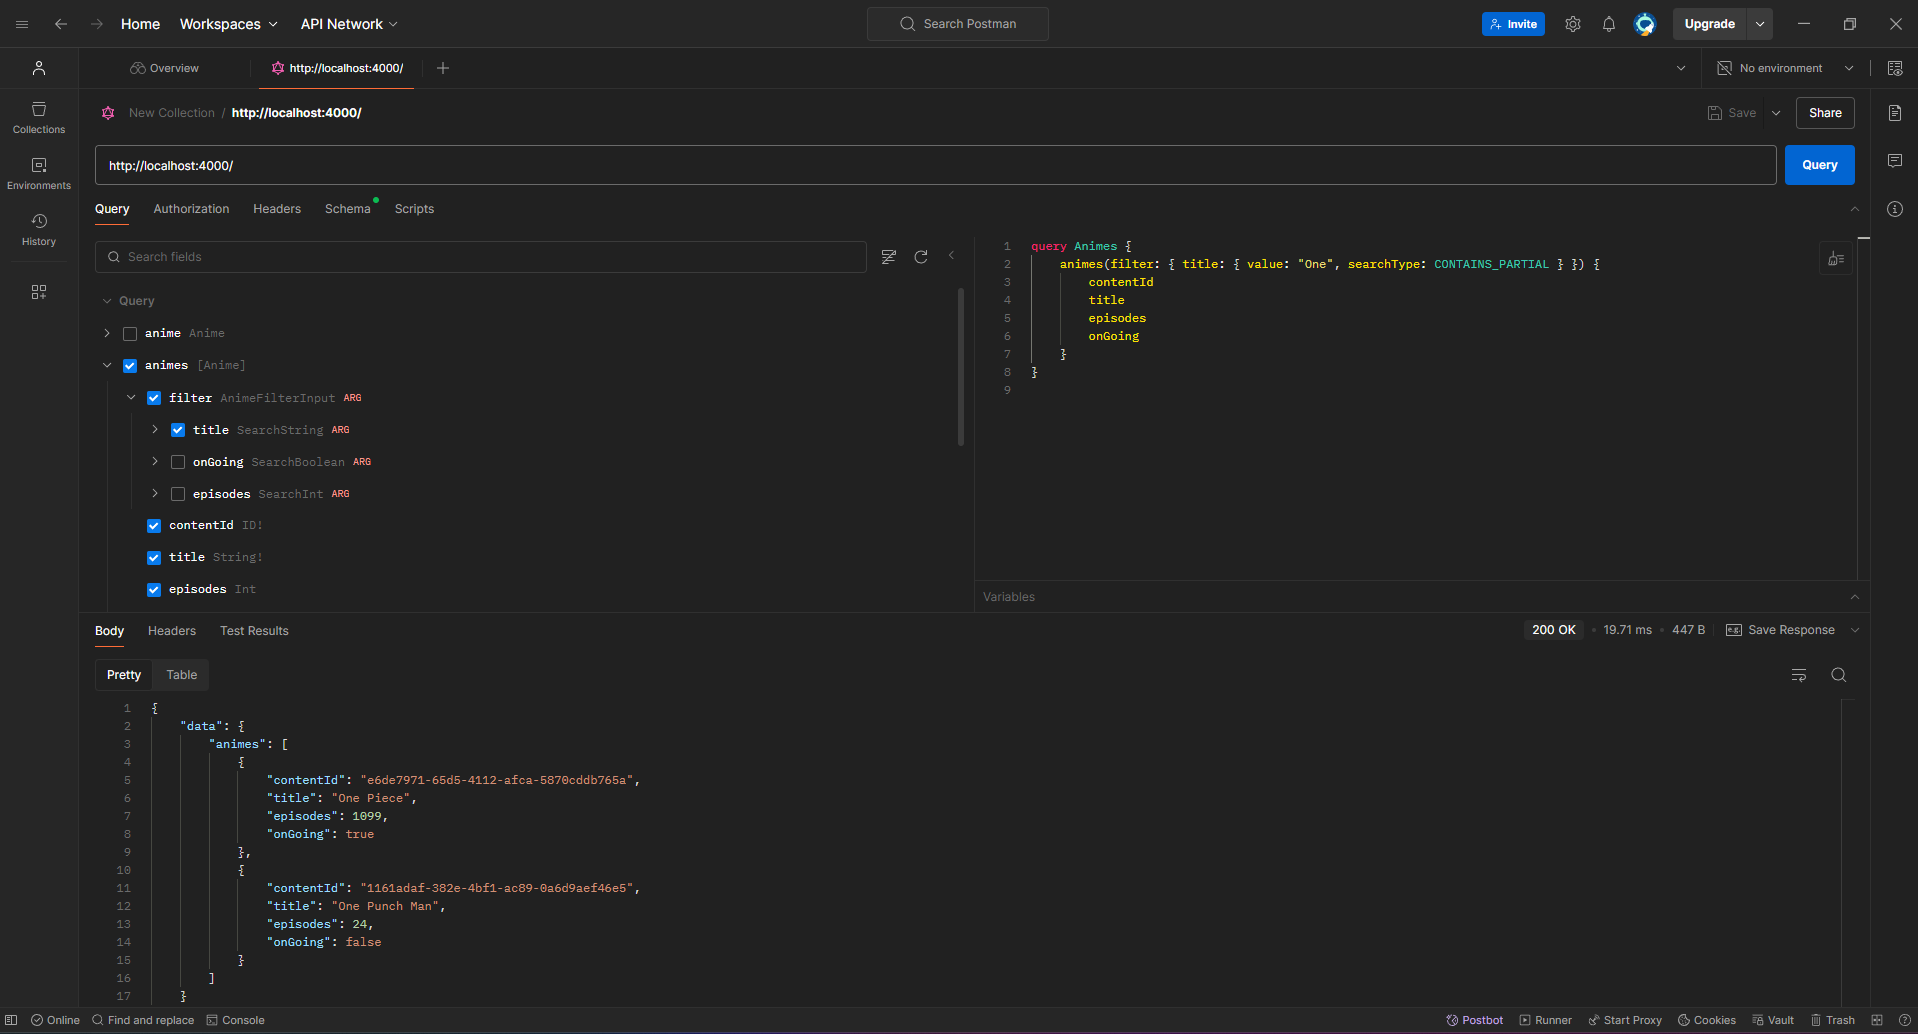 Home Workspaces API Network Search Postman Invite Upgrade
Overview http://localhost:4000/ No environment
New Collection / http://localhost:4000/ Save Share
http://localhost:4000/ Query
Collections
Environments
History
Query Authorization Headers Schema Scripts
Search fields
Query
anime Anime
animes [Anime]
filter AnimeFilterInput ARG
title SearchString ARG
onGoing SearchBoolean ARG
episodes SearchInt ARG
contentId ID!
title String!
episodes Int
1 query Animes {
2 animes(filter: { title: { value: "One", searchType: CONTAINS_PARTIAL } }) {
3 contentId
4 title
5 episodes
6 onGoing
7 }
8 }
9
Variables
Body Headers Test Results 200 OK • 19.71 ms • 447 B e.g. Save Response
Pretty Table
1 {
2 "data": {
3 "animes": [
4 {
5 "contentId": "e6de7971-65d5-4112-afca-5870cddb765a",
6 "title": "One Piece",
7 "episodes": 1099,
8 "onGoing": true
9 },
10 {
11 "contentId": "1161adaf-382e-4bf1-ac89-0a6d9aef46e5",
12 "title": "One Punch Man",
13 "episodes": 24,
14 "onGoing": false
15 }
16 ]
17 }
Online Find and replace Console Postbot Runner Start Proxy Cookies Vault Trash